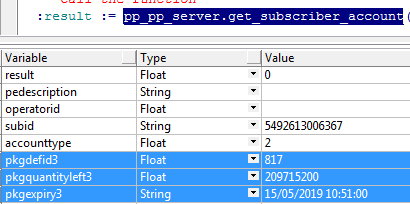 call the function
:result := pp_pp_server.get_subscriber_account(
Variable Type Value
result Float 0
pedescription String
operatorid Float
subid String 5492613006367
accounttype Float 2
pkgdefid3 Float 817
pkgquantityleft3 Float 209715200
pkgexpiry3 String 15/05/2019 10:51:00